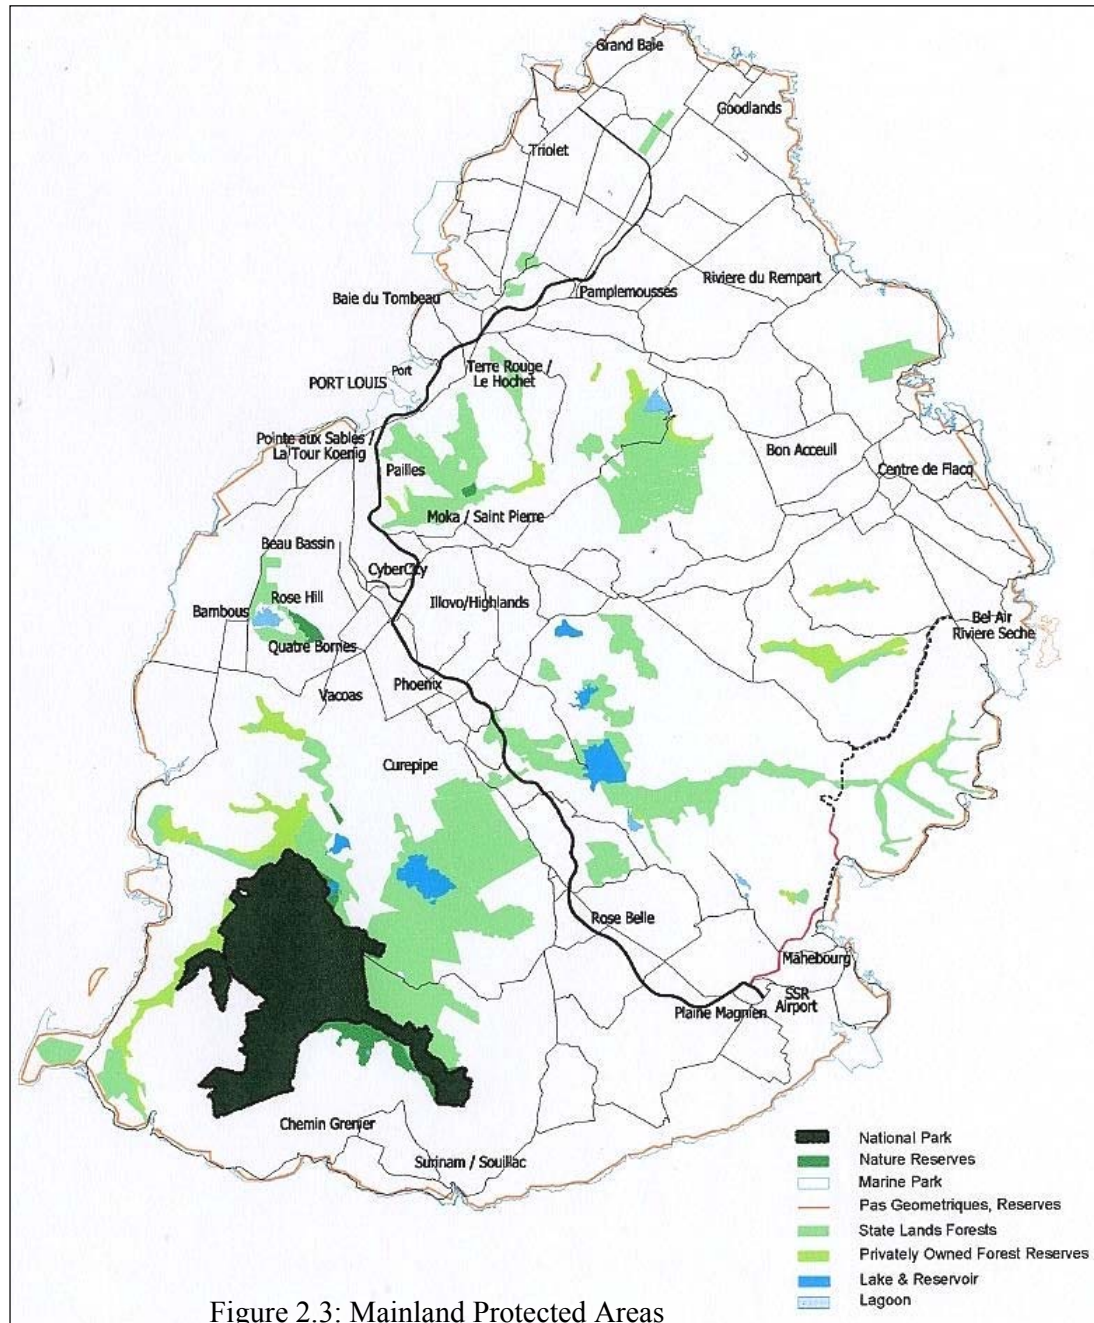 Grand Baie
Goodlands
Triolet
Riviere du Rempart
Pamplemousses
Baie du Tombeau
Terre Rouge /
Le Hochet
Port
PORT LOUIS
Pointe aux Sables /
La Tour Koenig
Pailles
Bon Acceuil
Centre de Flacq
Moka / Saint Pierre
Beau Bassin
CyberCity
Rose Hill
Bambous
Illovo/Highlands
Bel Air
Riviere Seche
Quatre Bornes
Phoenix
Vacoas
Curepipe
Rose Belle
Mahebourg
SSR
Airport
Plaine Magnien
Chemin Grenier
Surinam / Souillac
National Park
Nature Reserves
Marine Park
Pas Geometriques, Reserves
State Lands Forests
Privately Owned Forest Reserves
Lake & Reservoir
Lagoon
Figure 2.3: Mainland Protected Areas